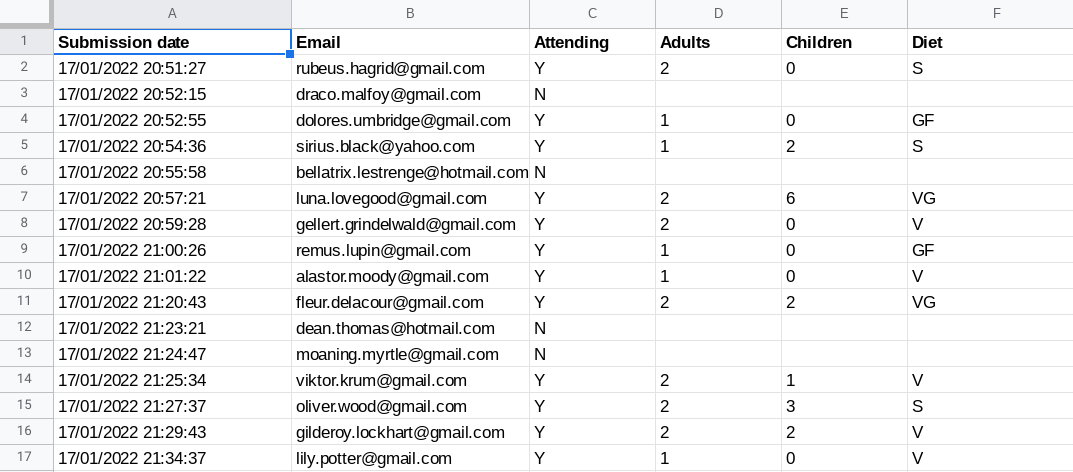 A B C D E F
1 Submission date Email Attending Adults Children Diet
2 17/01/2022 20:51:27 rubeus.hagrid@gmail.com Y 2 0 S
3 17/01/2022 20:52:15 draco.malfoy@gmail.com N
4 17/01/2022 20:52:55 dolores.umbridge@gmail.com Y 1 0 GF
5 17/01/2022 20:54:36 sirius.black@yahoo.com Y 1 2 S
6 17/01/2022 20:55:58 bellatrix.lestrenge@hotmail.com N
7 17/01/2022 20:57:21 luna.lovegood@gmail.com Y 2 6 VG
8 17/01/2022 20:59:28 gellert.grindelwald@gmail.com Y 2 0 V
9 17/01/2022 21:00:26 remus.lupin@gmail.com Y 1 0 GF
10 17/01/2022 21:01:22 alastor.moody@gmail.com Y 1 0 V
11 17/01/2022 21:20:43 fleur.delacour@gmail.com Y 2 2 VG
12 17/01/2022 21:23:21 dean.thomas@hotmail.com N
13 17/01/2022 21:24:47 moaning.myrtle@gmail.com N
14 17/01/2022 21:25:34 viktor.krum@gmail.com Y 2 1 V
15 17/01/2022 21:27:37 oliver.wood@gmail.com Y 2 3 S
16 17/01/2022 21:29:43 gilderoy.lockhart@gmail.com Y 2 2 V
17 17/01/2022 21:34:37 lily.potter@gmail.com Y 1 0 V